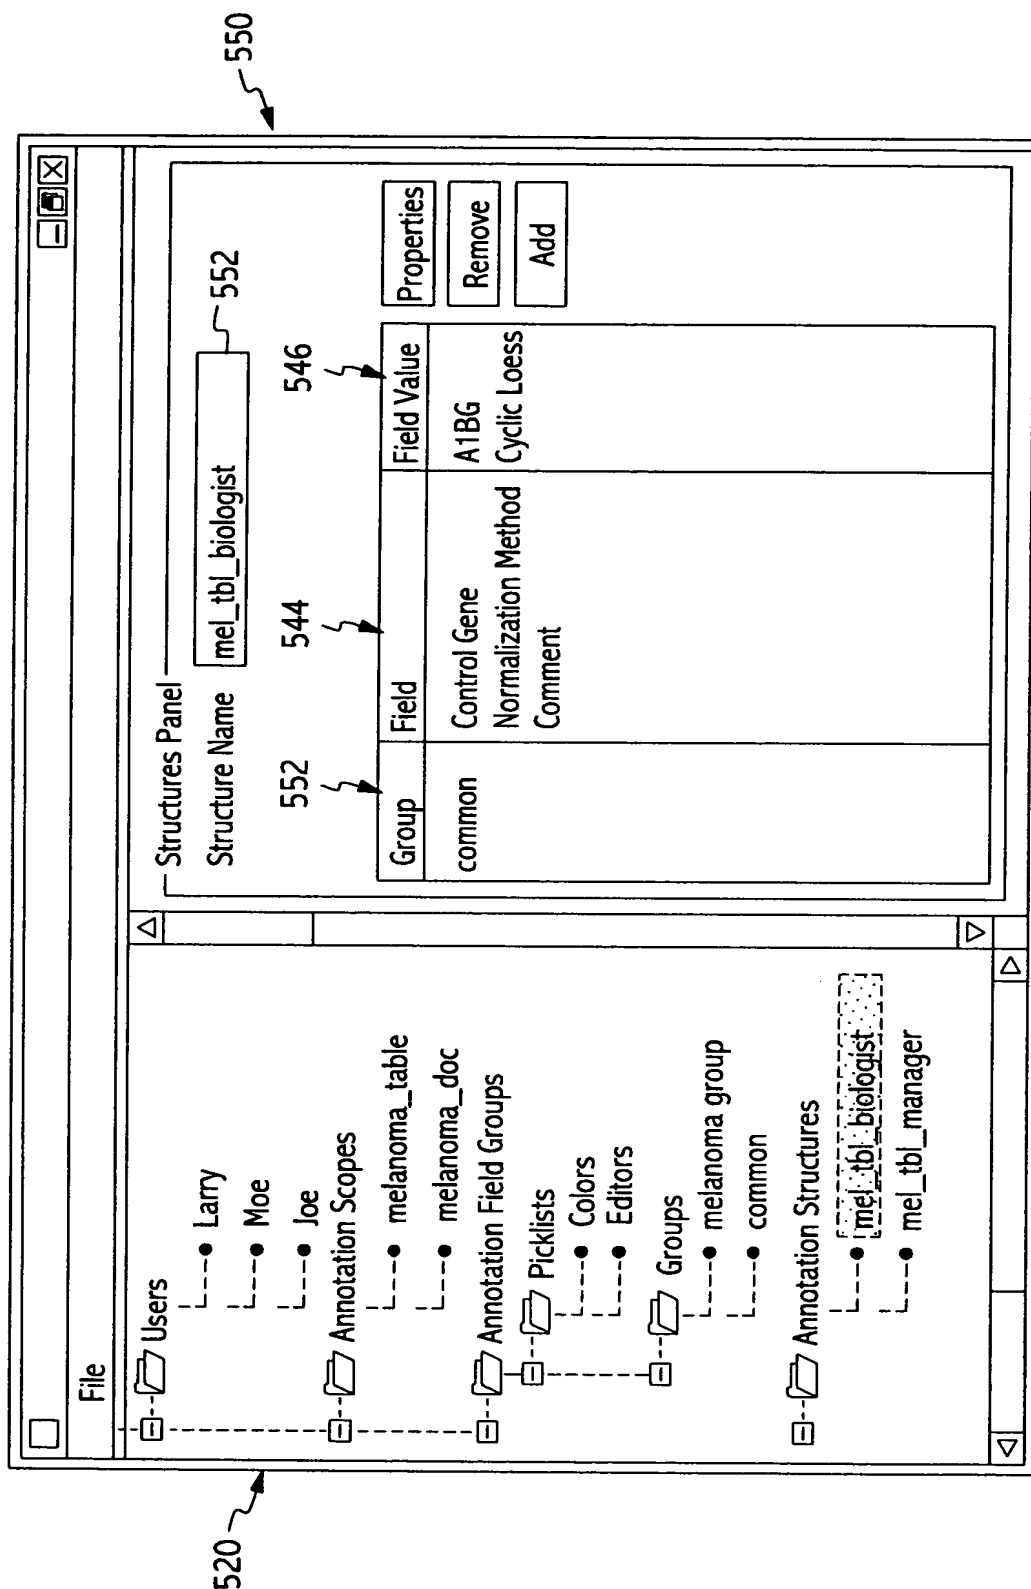 520
550
File
Users
Larry
Moe
Joe
Annotation Scopes
melanoma_table
melanoma_doc
Annotation Field Groups
Picklists
Colors
Editors
Groups
melanoma group
common
Annotation Structures
mel_tbl_biologist
mel_tbl_manager
Structures Panel
Structure Name
mel_tbl_biologist
552
552
544
546
Group
Field
Field Value
common
Control Gene
A1BG
Normalization Method
Cyclic Loess
Comment
Properties
Remove
Add